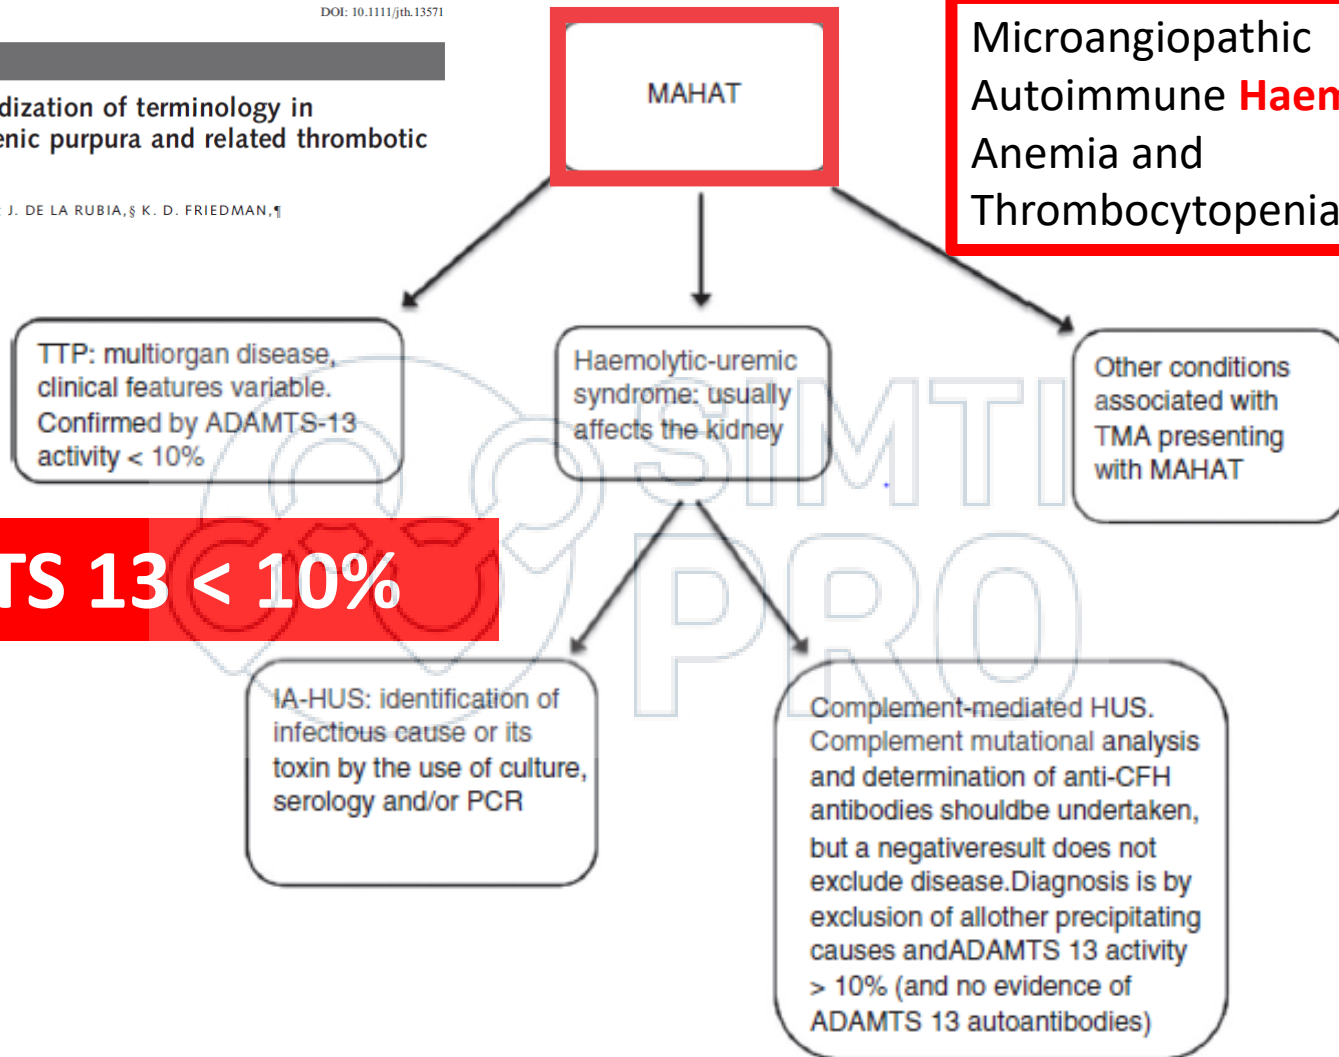 DOI: 10.1111/jth.13571
dization of terminology in
enic purpura and related thrombotic
J. DE LA RUBIA,§ K. D. FRIEDMAN,¶
MAHAT
Microangiopathic
Autoimmune Haem
Anemia and
Thrombocytopenia
TTP: multiorgan disease,
clinical features variable.
Confirmed by ADAMTS-13
activity < 10%
Haemolytic-uremic
syndrome: usually
affects the kidney
Other conditions
associated with
TMA presenting
with MAHAT
SIMTI
PRO
TS 13 < 10%
IA-HUS: identification of
infectious cause or its
toxin by the use of culture,
serology and/or PCR
Complement-mediated HUS.
Complement mutational analysis
and determination of anti-CFH
antibodies shouldbe undertaken,
but a negativeresult does not
exclude disease.Diagnosis is by
exclusion of allother precipitating
causes andADAMTS 13 activity
> 10% (and no evidence of
ADAMTS 13 autoantibodies)